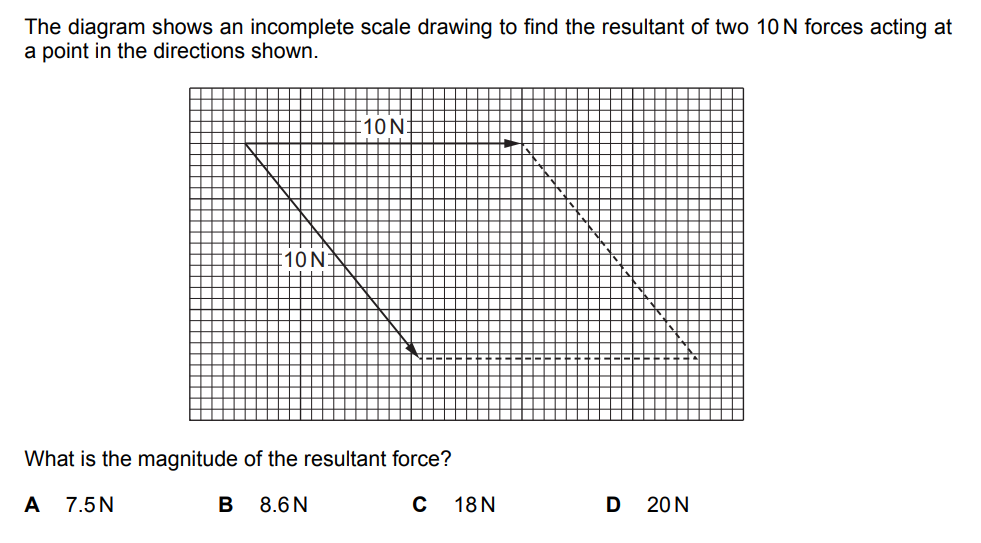 The diagram shows an incomplete scale drawing to find the resultant of two 10 N forces acting at
a point in the directions shown.
10 N
10 N
What is the magnitude of the resultant force?
A 7.5 N B 8.6 N C 18 N D 20 N